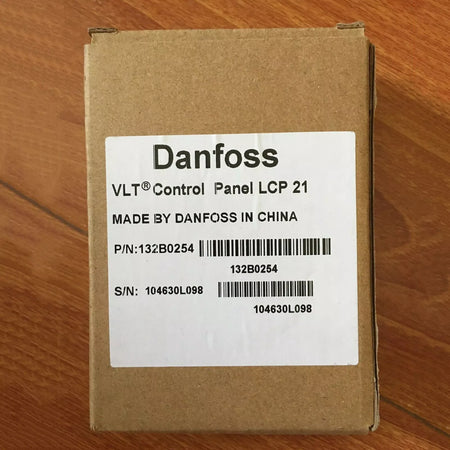 Danfoss
VLT® Control Panel LCP 21
MADE BY DANFOSS IN CHINA
P/N:132B0254
132B0254
S/N: 104630L098
104630L098